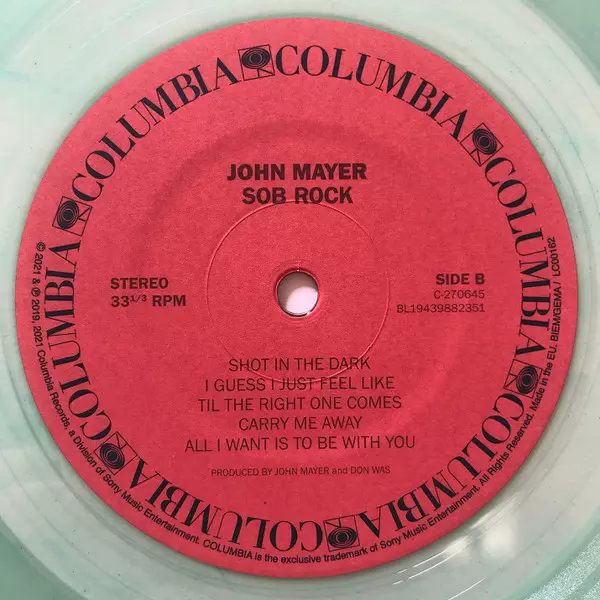 COLUMBIA COLUMBIA COLUMBIA COLUMBIA COLUMBIA COLUMBIA
JOHN MAYER
SOB ROCK
STEREO
33 1/3 RPM
SIDE B
C-270645
BL19439882351
SHOT IN THE DARK
I GUESS I JUST FEEL LIKE
TIL THE RIGHT ONE COMES
CARRY ME AWAY
ALL I WANT IS TO BE WITH YOU
PRODUCED BY JOHN MAYER and DON WAS
© 2021 & ℗ 2019, 2021 Columbia Records, a Division of Sony Music Entertainment. COLUMBIA is the exclusive trademark of Sony Music Entertainment. All Rights Reserved. Made in the EU. BIEM/GEMA / LC00162